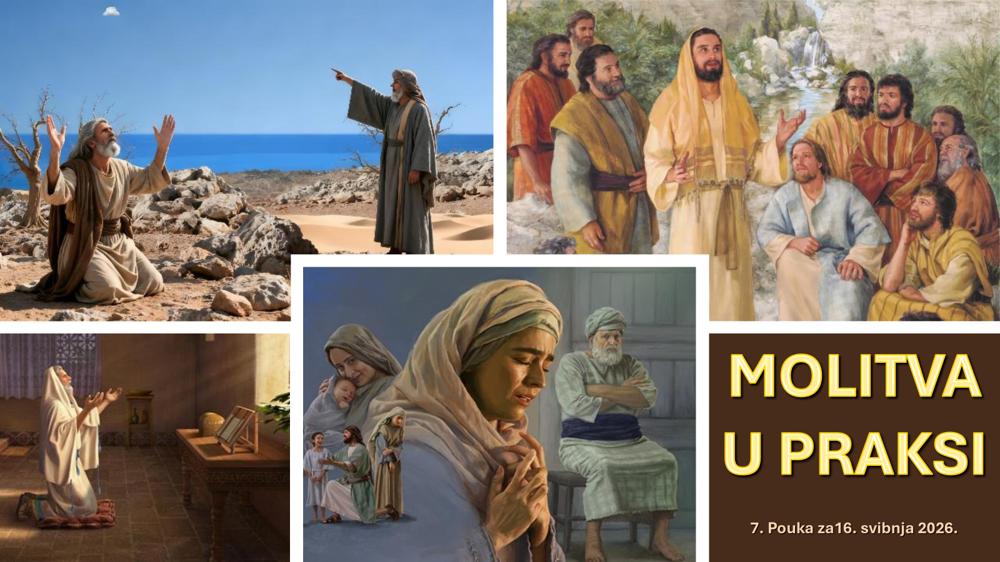 MOLITVA
U PRAKSI
7. Pouka za16. svibnja 2026.